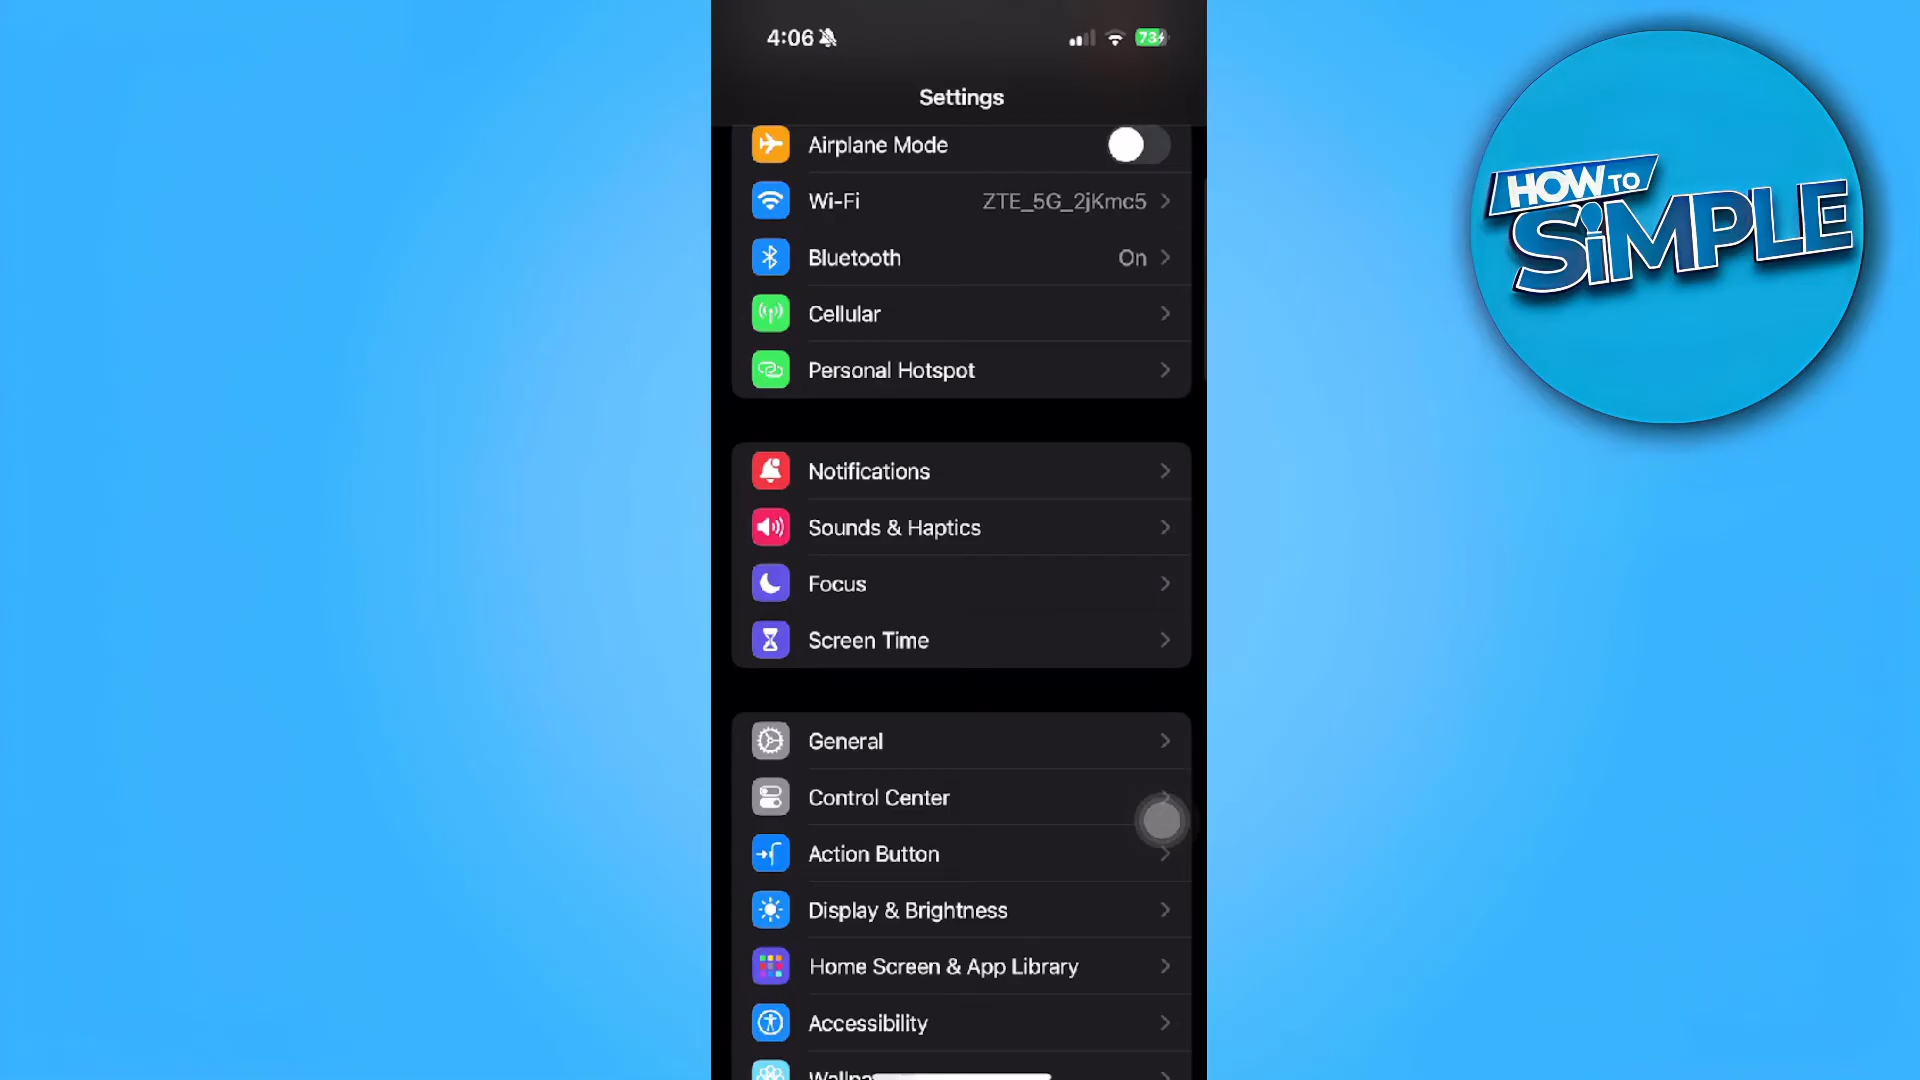 4:06
73
Settings
Airplane Mode
Wi-Fi ZTE_5G_2jKmc5
Bluetooth On
Cellular
Personal Hotspot
Notifications
Sounds & Haptics
Focus
Screen Time
General
Control Center
Action Button
Display & Brightness
Home Screen & App Library
Accessibility
HOW TO
SiMPLE